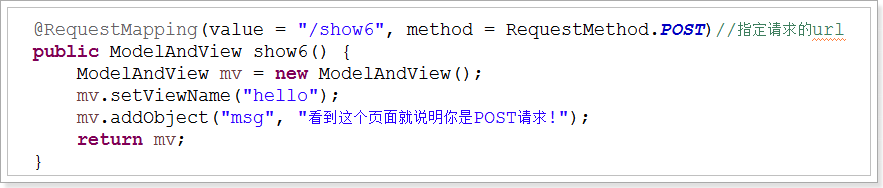 @RequestMapping(value = "/show6", method = RequestMethod.POST)//指定请求的url
public ModelAndView show6() {
    ModelAndView mv = new ModelAndView();
    mv.setViewName("hello");
    mv.addObject("msg", "看到这个页面就说明你是POST请求!");
    return mv;
}